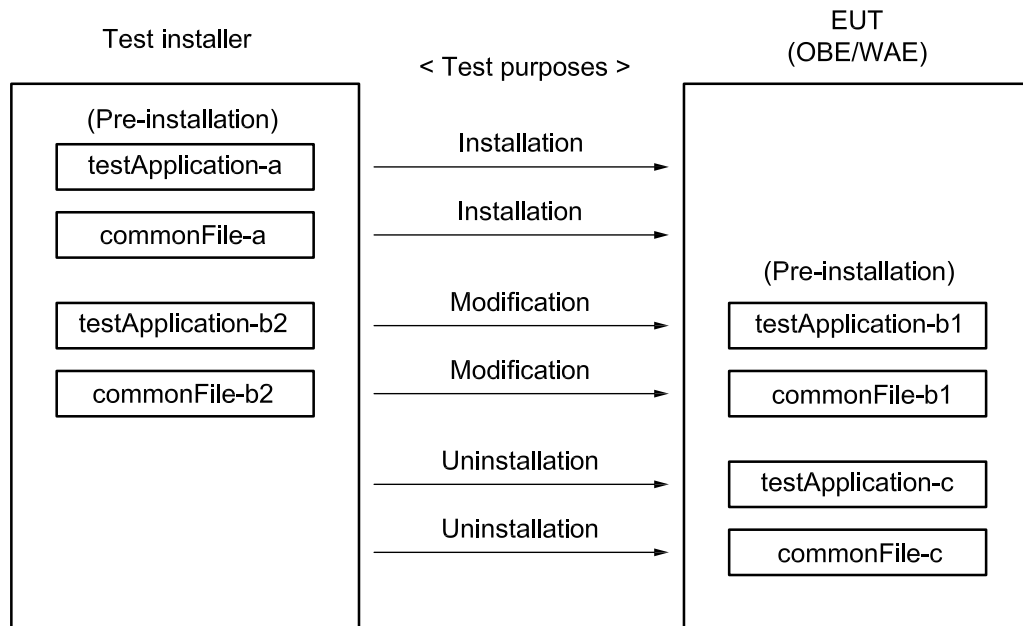 Test installer
< Test purposes >
EUT
(OBE/WAE)
(Pre-installation)
testApplication-a
Installation
commonFile-a
Installation
(Pre-installation)
testApplication-b2
Modification
testApplication-b1
commonFile-b2
Modification
commonFile-b1
Uninstallation
testApplication-c
Uninstallation
commonFile-c